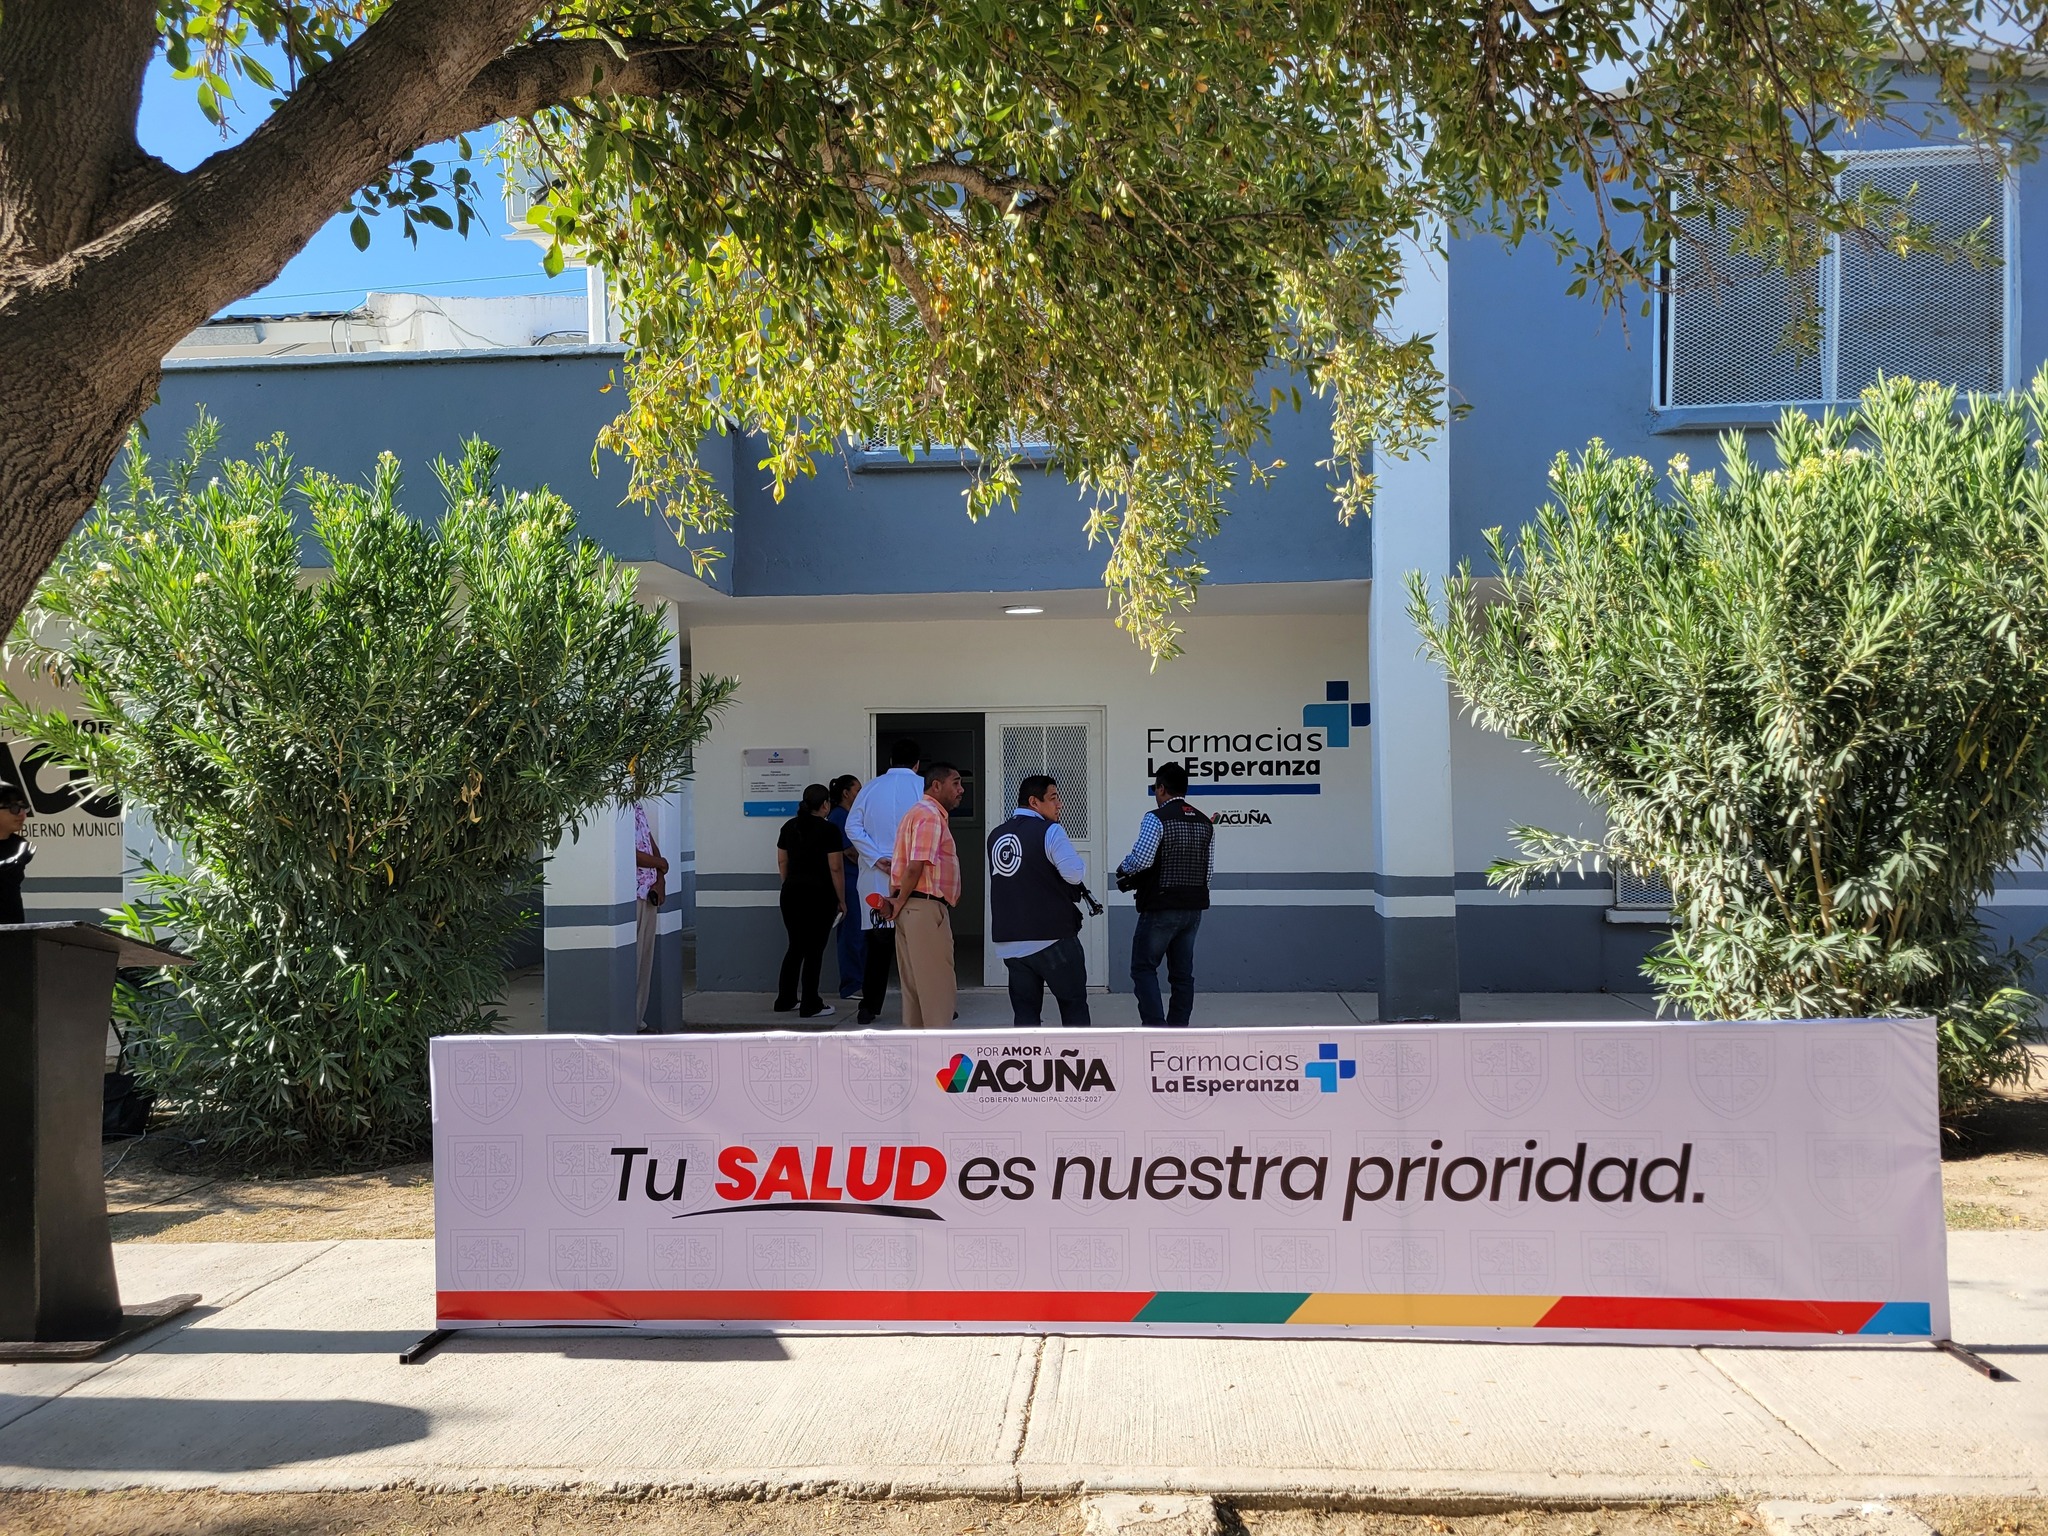 AMOR
GOBIERNO MUNICI
Farmacias
La Esperanza
ACUÑA
POR AMOR A
ACUÑA
GOBIERNO MUNICIPAL 2025-2027
Farmacias
La Esperanza
Tu SALUD es nuestra prioridad.